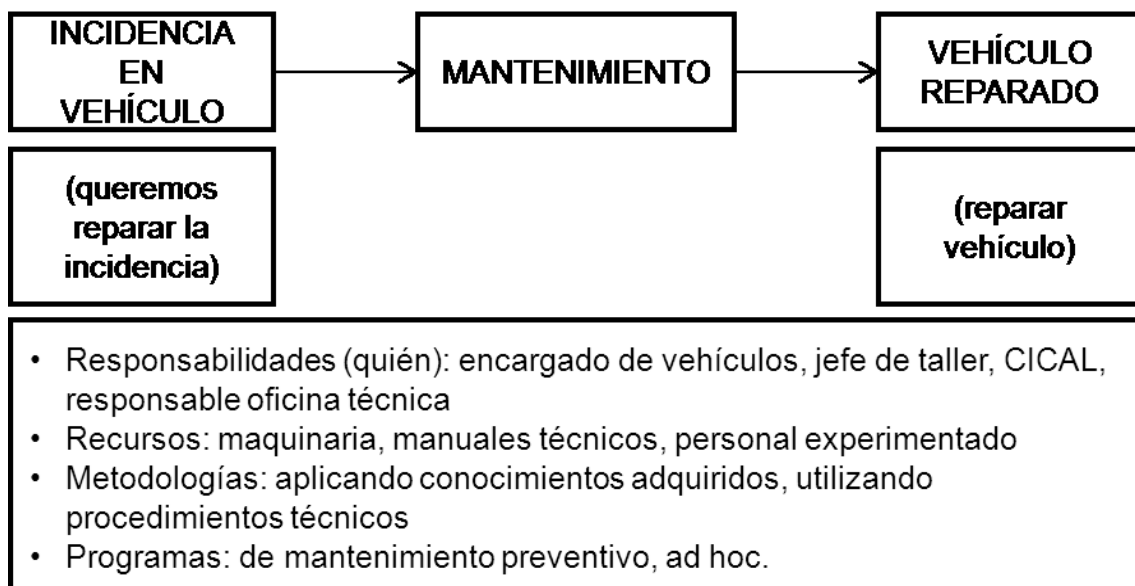 INCIDENCIA
EN
VEHÍCULO
MANTENIMIENTO
VEHÍCULO
REPARADO
(queremos
reparar la
incidencia)
(reparar
vehículo)
• Responsabilidades (quién): encargado de vehículos, jefe de taller, CICAL,
responsable oficina técnica
• Recursos: maquinaria, manuales técnicos, personal experimentado
• Metodologías: aplicando conocimientos adquiridos, utilizando
procedimientos técnicos
• Programas: de mantenimiento preventivo, ad hoc.